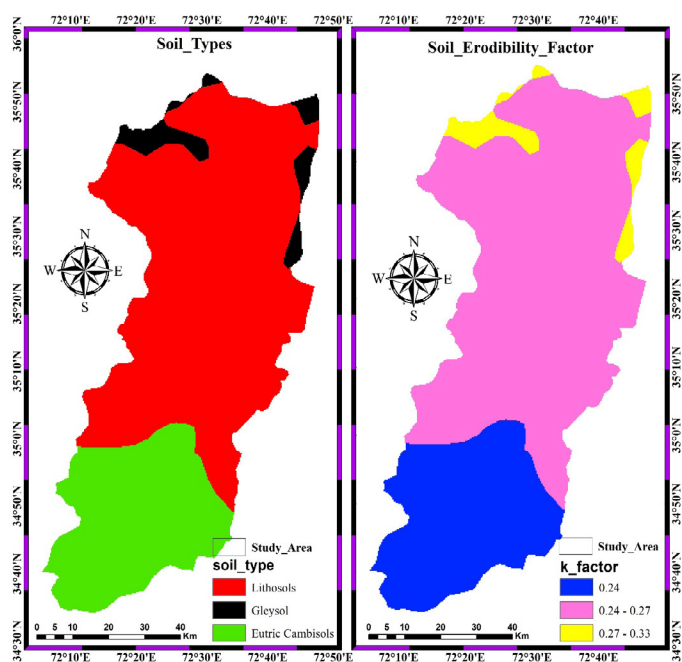 72°10'N 72°20'N 72°30'N 72°40'N 72°50'N
72°10'N 72°20'N 72°30'N 72°40'N
36°0'N
35°50'N
35°40'N
35°30'N
35°20'N
35°10'N
35°0'N
34°50'N
34°40'N
34°30'N
Soil_Types
N
W E
S
Study_Area
soil_type
Lithosols
Gleysol
Eutric Cambisols
0 5 10 20 30 40
Km
72°10'N 72°20'N 72°30'N 72°40'N 72°50'N
Soil_Erodibility_Factor
N
W E
S
Study_Area
k_factor
0.24
0.24 - 0.27
0.27 - 0.33
0 5 10 20 30 40
Km
72°10'N 72°20'N 72°30'N 72°40'N
36°0'N
35°50'N
35°40'N
35°30'N
35°20'N
35°10'N
35°0'N
34°50'N
34°40'N
34°30'N